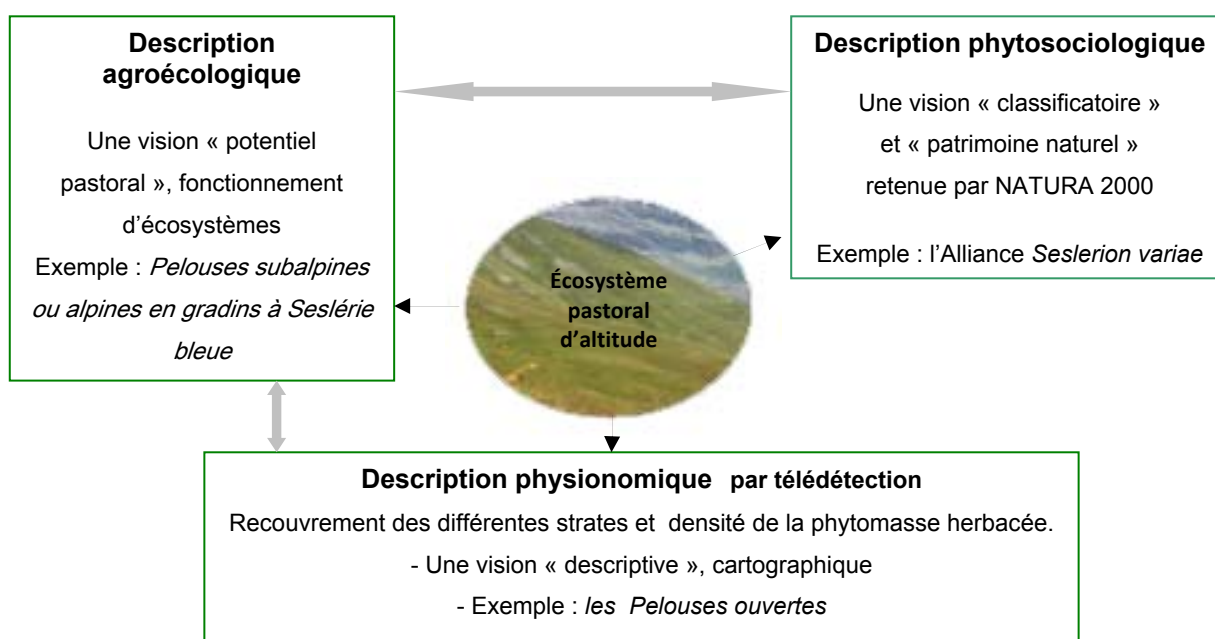 Description
agroécologique
Une vision « potentiel
pastoral », fonctionnement
d’écosystèmes
Exemple : Pelouses subalpines
ou alpines en gradins à Seslérie
bleue
Description phytosociologique
Une vision « classificatoire »
et « patrimoine naturel »
retenue par NATURA 2000
Exemple : l’Alliance Seslerion variae
Écosystème
pastoral
d’altitude
Description physionomique par télédétection
Recouvrement des différentes strates et densité de la phytomasse herbacée.
- Une vision « descriptive », cartographique
- Exemple : les Pelouses ouvertes